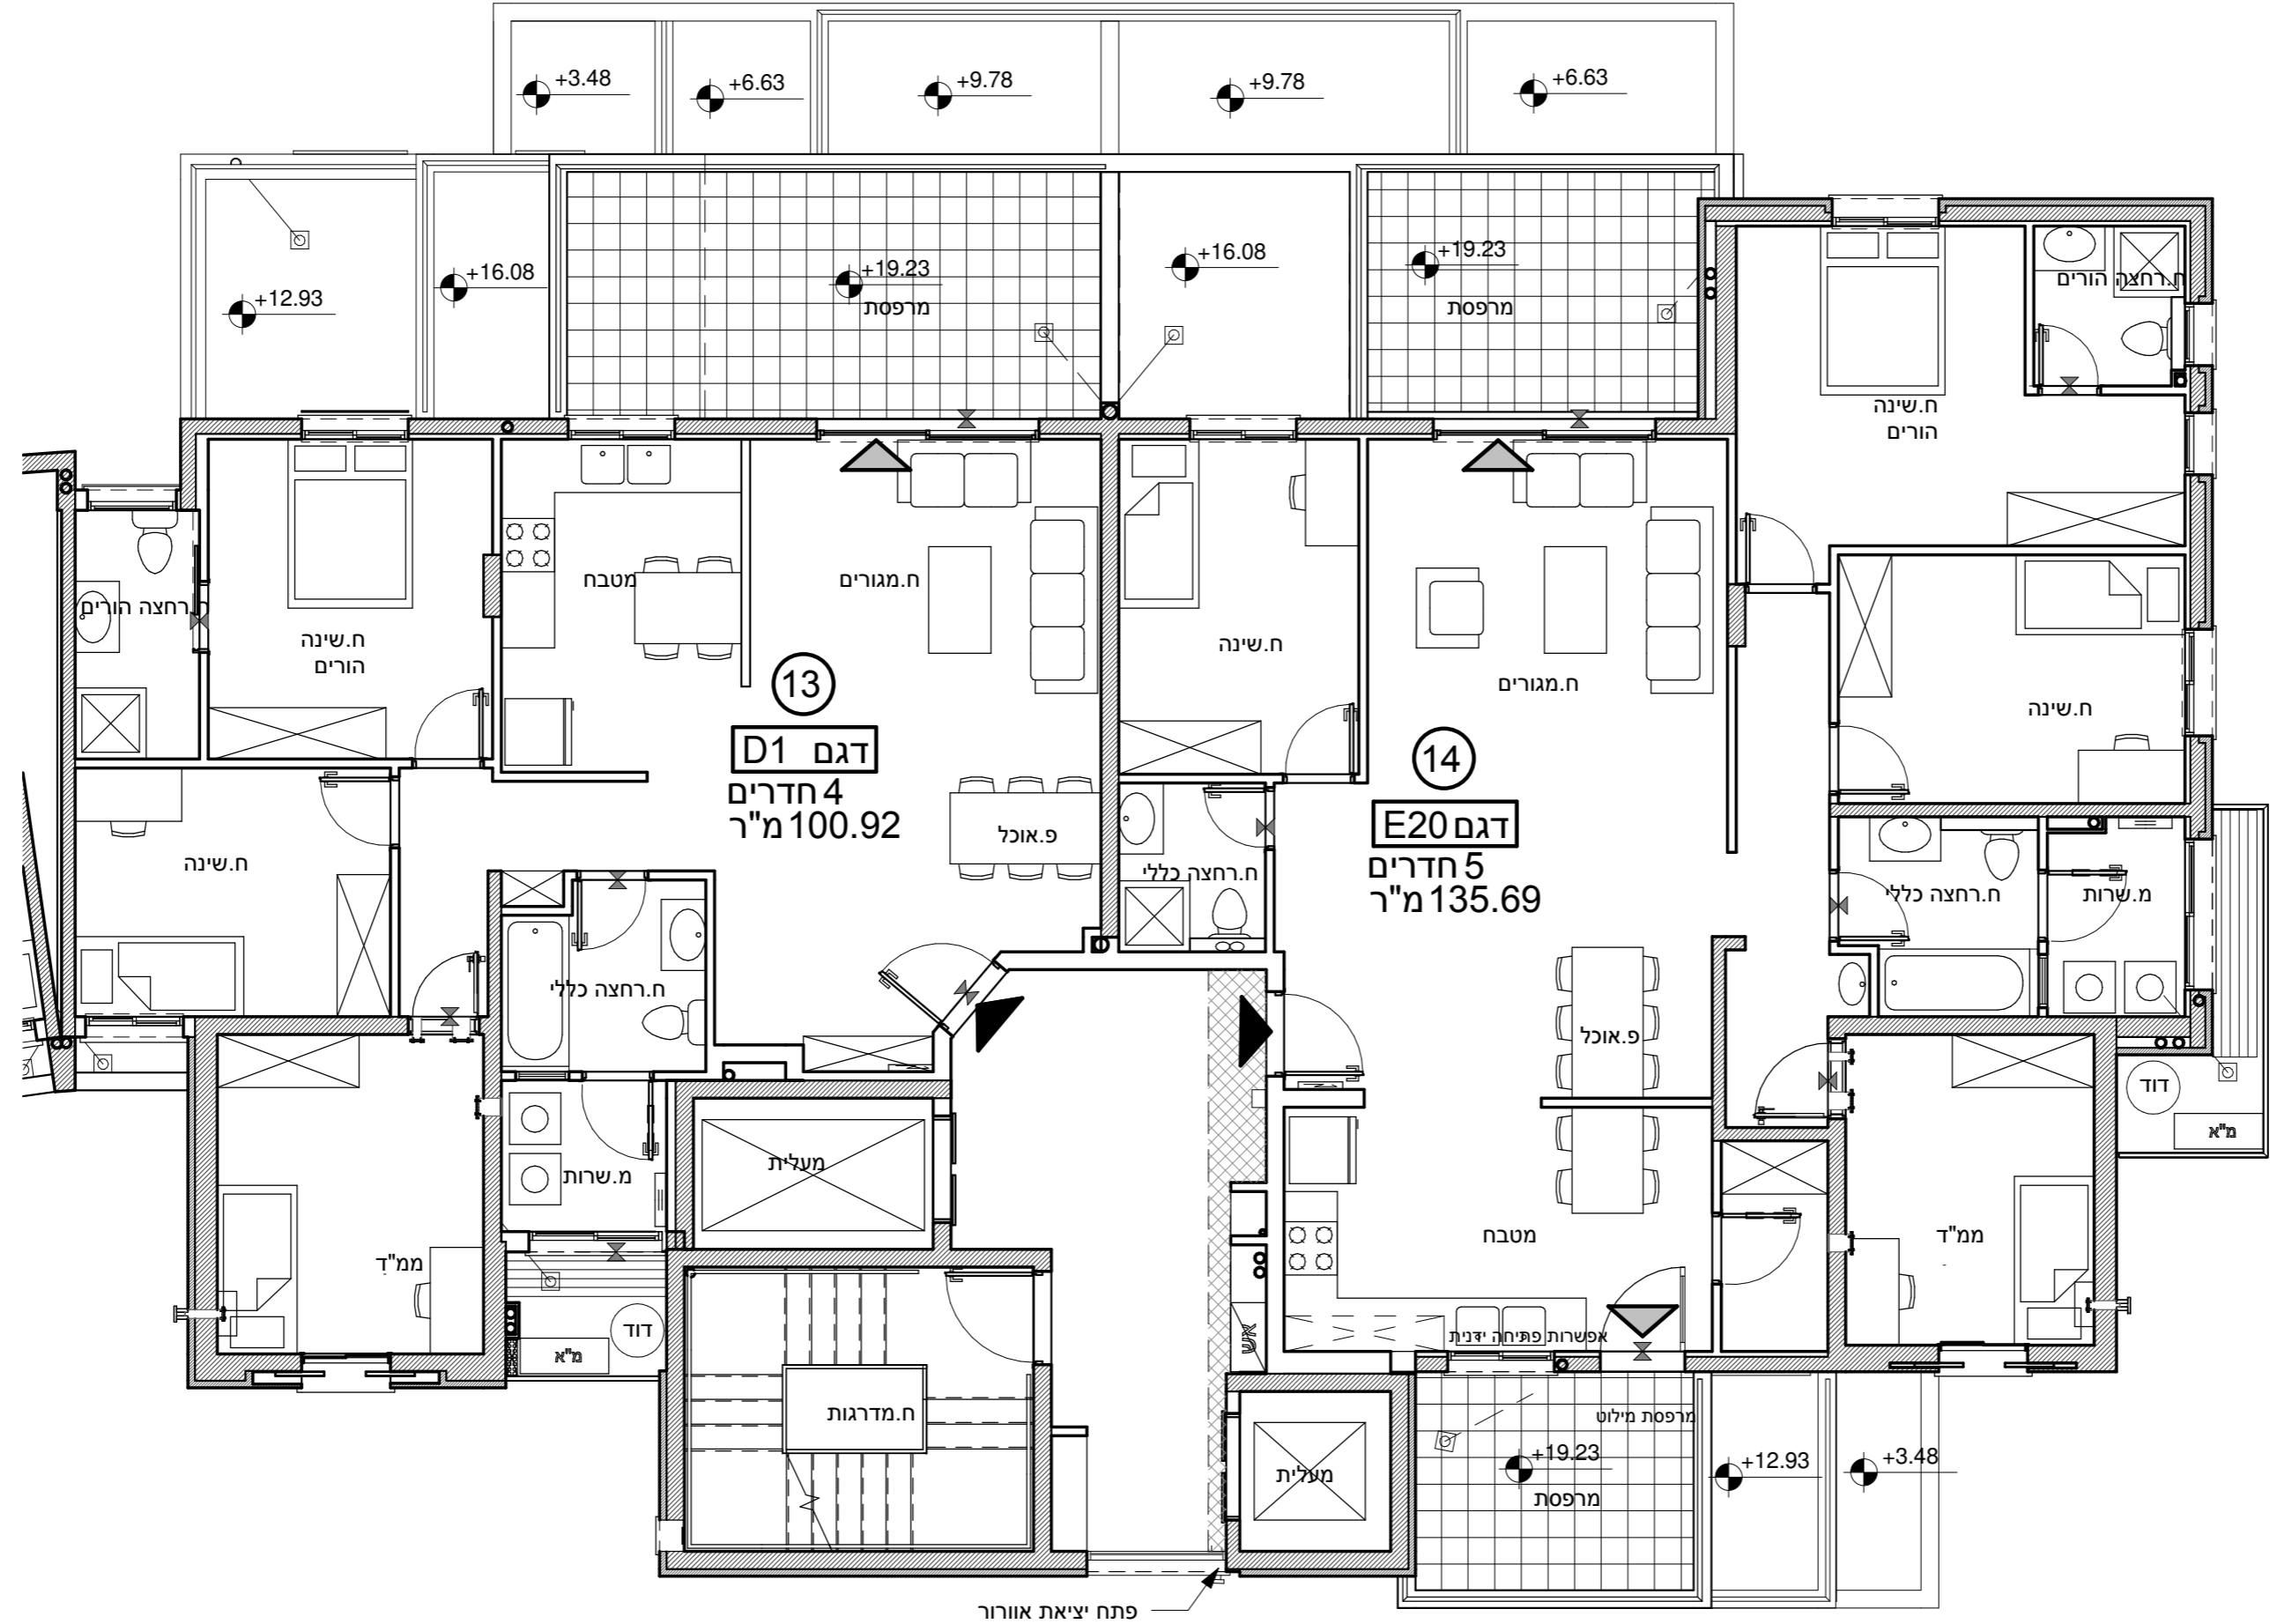 +3.48
+6.63
+9.78
+9.78
+6.63
+12.93
+16.08
+19.23
מרפסת
+16.08
+19.23
מרפסת
ח.רחצה הורים
ח.שינה
הורים
ח.רחצה הורים
ח.שינה
הורים
מטבח
ח.מגורים
ח.שינה
ח.מגורים
ח.שינה
13
דגם D1
4 חדרים
100.92 מ"ר
פ.אוכל
14
דגם E20
5 חדרים
135.69 מ"ר
ח.שינה
ח.רחצה כללי
ח.רחצה כללי
מ.שרות
ח.רחצה כללי
פ.אוכל
דוד
מ"א
מעלית
מ.שרות
ממ"ד
מטבח
ממ"ד
דוד
מ"א
אש
אפשרות פתיחה ידנית
ח.מדרגות
מעלית
מרפסת מילוט
+19.23
מרפסת
+12.93
+3.48
פתח יציאת אוורור